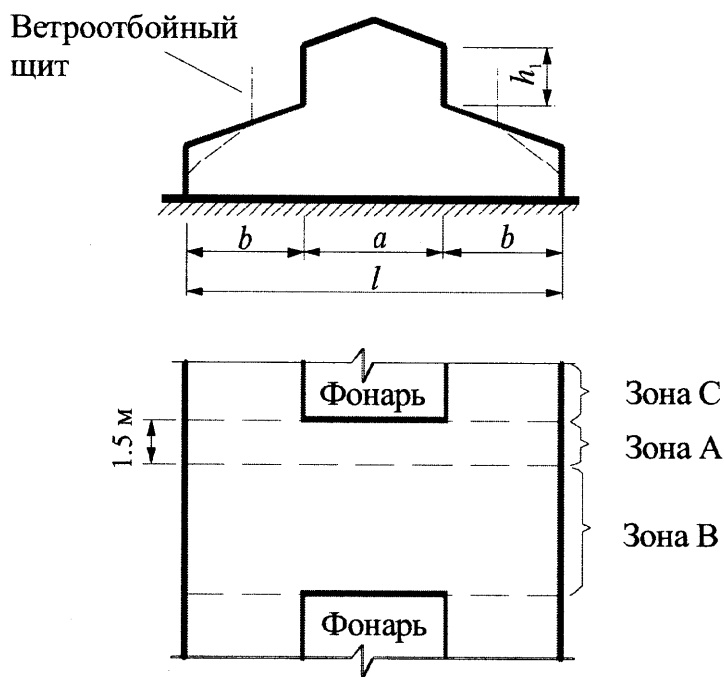 Ветроотбойный
щит
h₁
b
a
b
l
Фонарь
Зона С
1.5 м
Зона А
Зона В
Фонарь